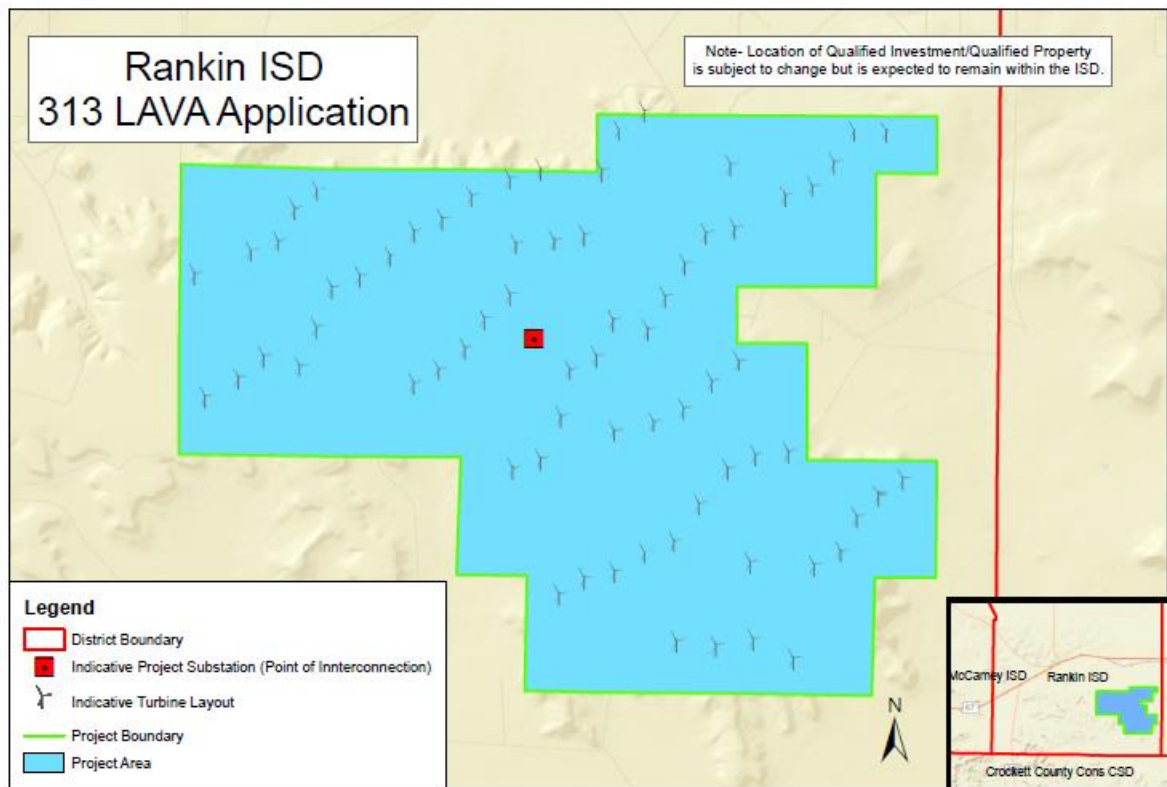 Rankin ISD
313 LAVA Application
Note- Location of Qualified Investment/Qualified Property
is subject to change but is expected to remain within the ISD.
Legend
District Boundary
Indicative Project Substation (Point of Innterconnection)
Indicative Turbine Layout
Project Boundary
Project Area
N
McCamey ISD
Rankin ISD
67
Crockett County Cons CSD